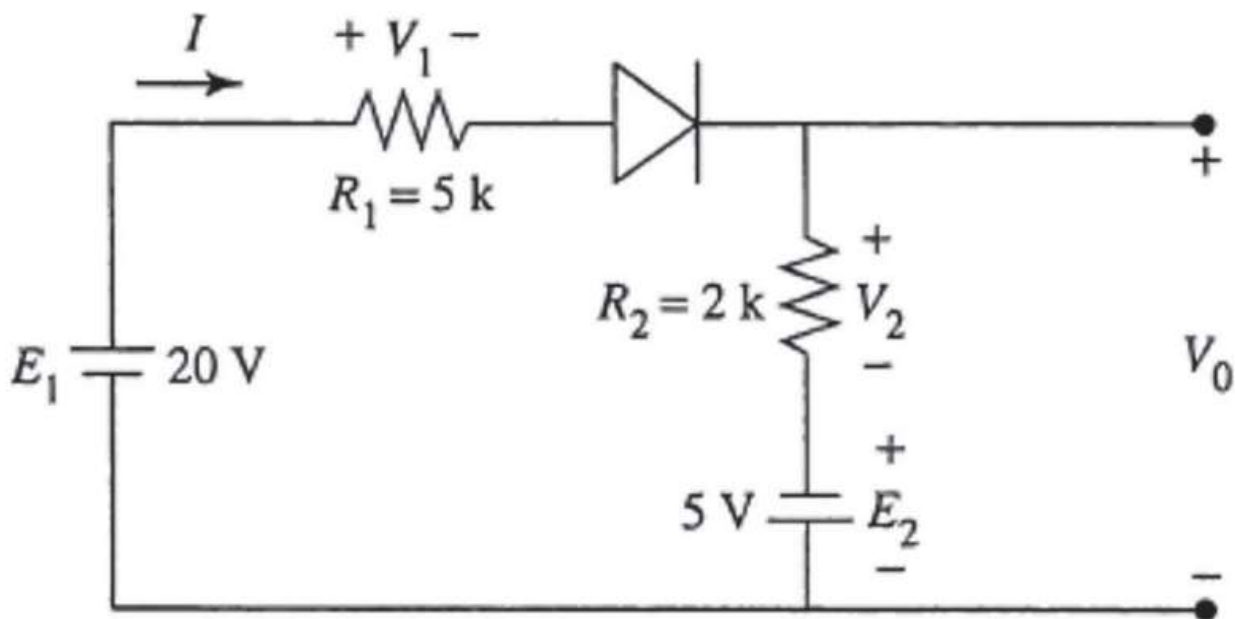 I
+ V₁ −
R₁ = 5 k
+
R₂ = 2 k
+
V₂
−
E₁ 20 V
V₀
+
5 V E₂
−
−